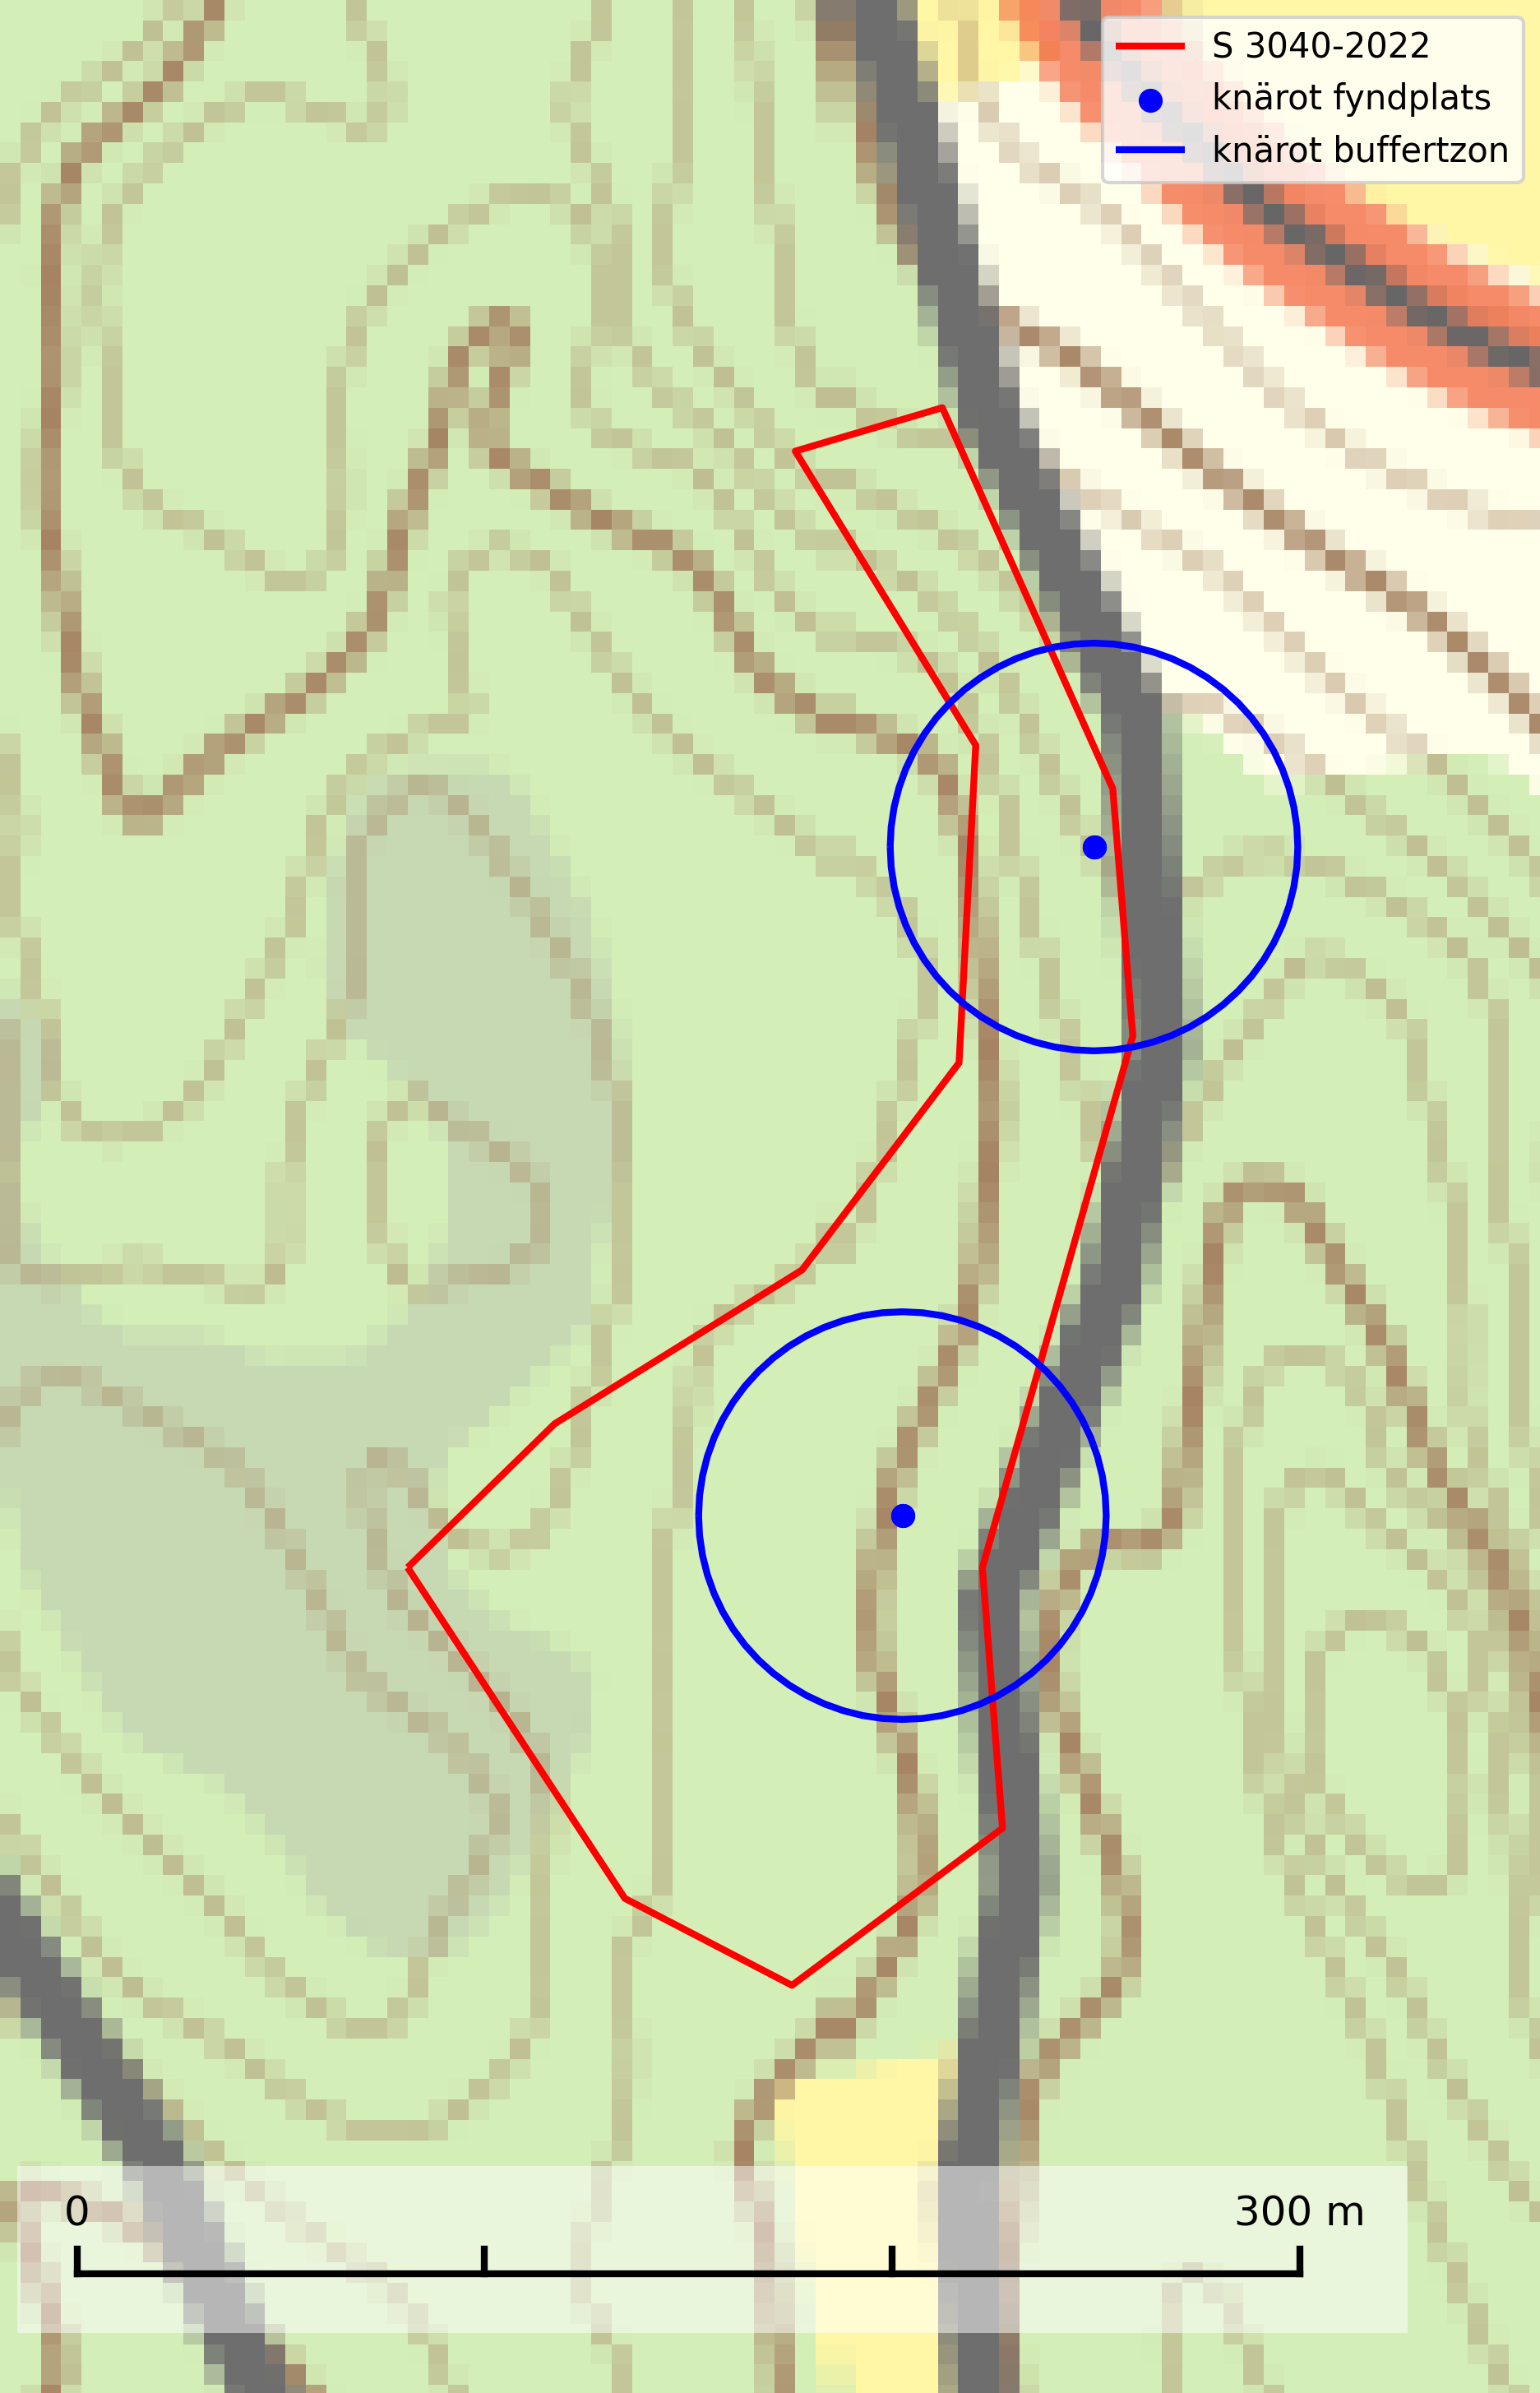 S 3040-2022
knärot fyndplats
knärot buffertzon
0
300 m